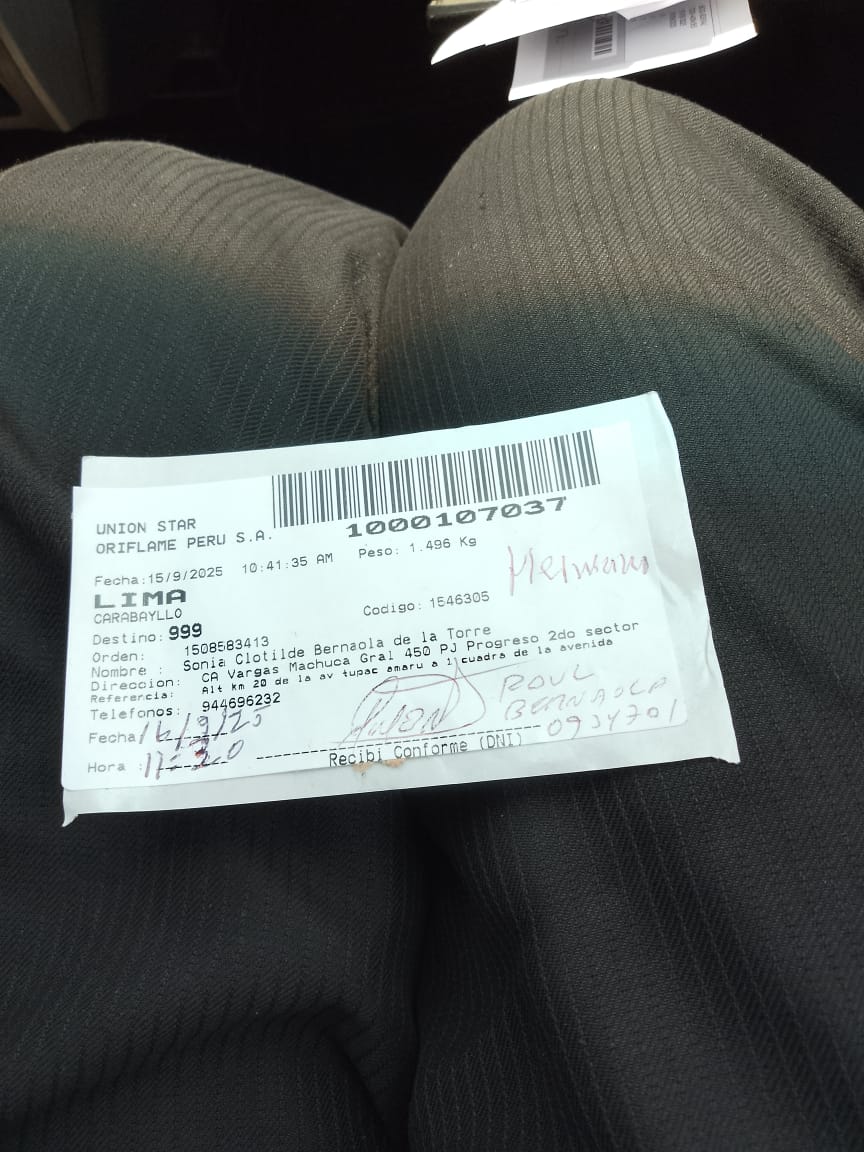 UNION STAR
ORIFLAME PERU S.A.
1000107037
Fecha:15/9/2025 10:41:35 AM Peso: 1.496 Kg
LIMA
CARABAYLLO
Hermano
Destino: 999 Codigo: 1546305
Orden: 1508583413
Nombre : Sonia Clotilde Bernaola de la Torre
Direccion: CA Vargas Machuca Gral 450 PJ Progreso 2do sector
Referencia: Alt km 20 de la av tupac amaru a 1 cuadra de la avenida
Telefonos: 944696232
Fecha 16/9/25
Hora :
RAUL
BERNAOLA
0934701
Recibi Conforme (DNI)